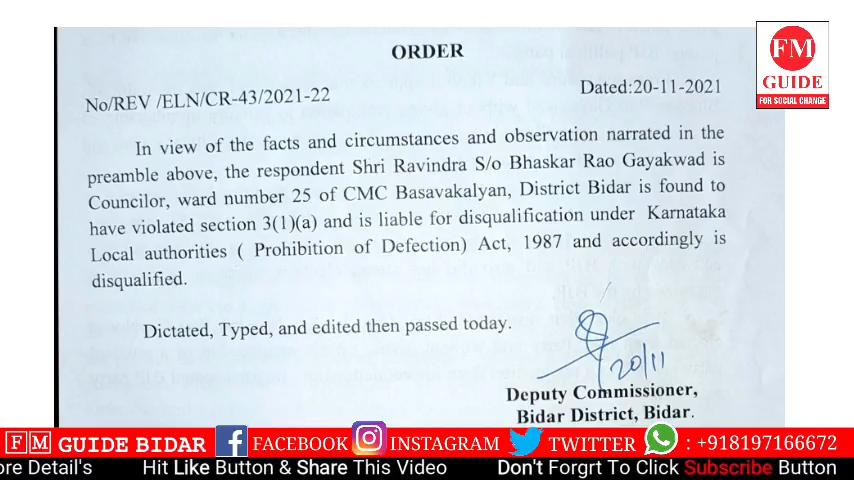 ORDER
No/REV /ELN/CR-43/2021-22
Dated:20-11-2021
In view of the facts and circumstances and observation narrated in the
preamble above, the respondent Shri Ravindra S/o Bhaskar Rao Gayakwad is
Councilor, ward number 25 of CMC Basavakalyan, District Bidar is found to
have violated section 3(1)(a) and is liable for disqualification under Karnataka
Local authorities ( Prohibition of Defection) Act, 1987 and accordingly is
disqualified.
Dictated, Typed, and edited then passed today.
20/11
Deputy Commissioner,
Bidar District, Bidar.
FM
GUIDE
FOR SOCIAL CHANGE
FM GUIDE BIDAR FACEBOOK INSTAGRAM TWITTER : +918197166672
ore Detail's Hit Like Button & Share This Video Don't Forgrt To Click Subscribe Button